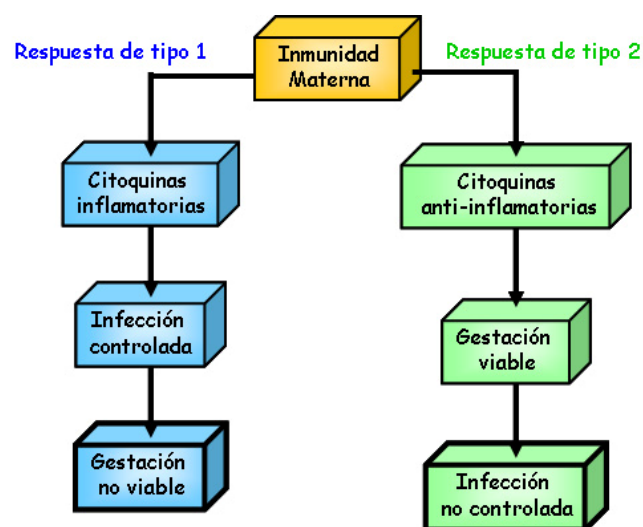 Respuesta de tipo 1
Inmunidad
Materna
Respuesta de tipo 2
Citoquinas
inflamatorias
Citoquinas
anti-inflamatorias
Infección
controlada
Gestación
viable
Gestación
no viable
Infección
no controlada